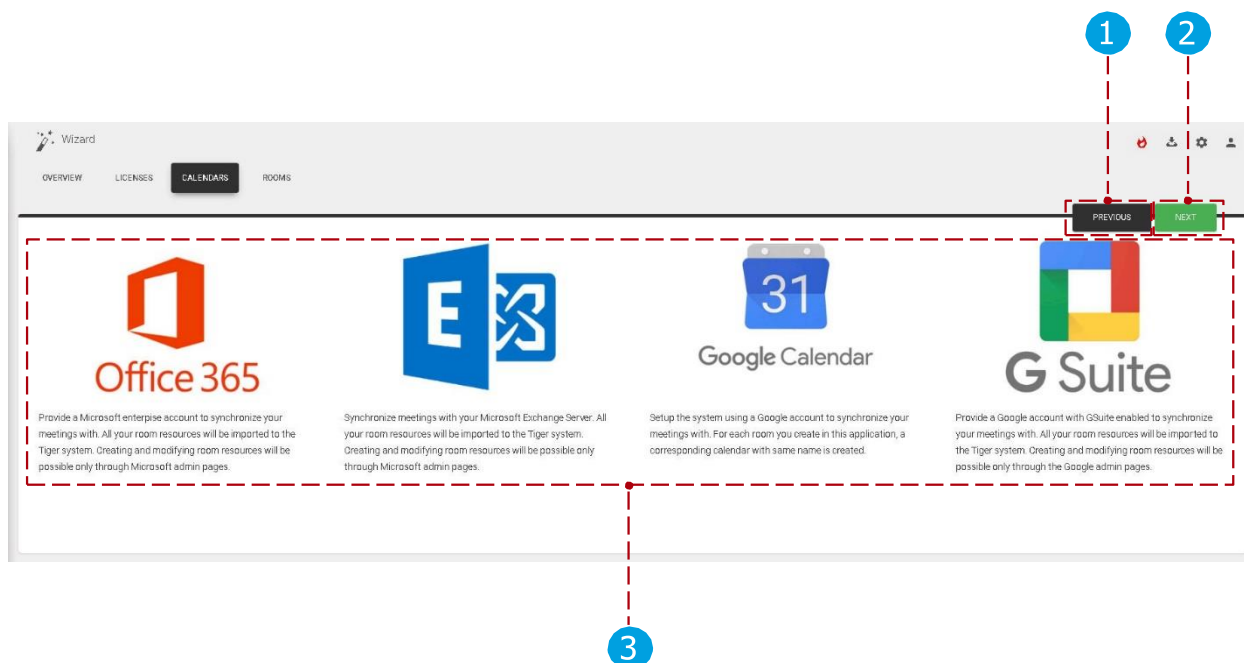 1
2
Wizard
OVERVIEW LICENSES CALENDARS ROOMS
PREVIOUS NEXT
Office 365
Provide a Microsoft enterpise account to synchronize your
meetings with. All your room resources will be imported to the
Tiger system. Creating and modifying room resources will be
possible only through Microsoft admin pages.
E
Synchronize meetings with your Microsoft Exchange Server. All
your room resources will be imported to the Tiger system.
Creating and modifying room resources will be possible only
through Microsoft admin pages.
31
Google Calendar
Setup the system using a Google account to synchronize your
meetings with. For each room you create in this application, a
corresponding calendar with same name is created.
G Suite
Provide a Google account with GSuite enabled to synchronize
your meetings with. All your room resources will be imported to
the Tiger system. Creating and modifying room resources will be
possible only through the Google admin pages.
3